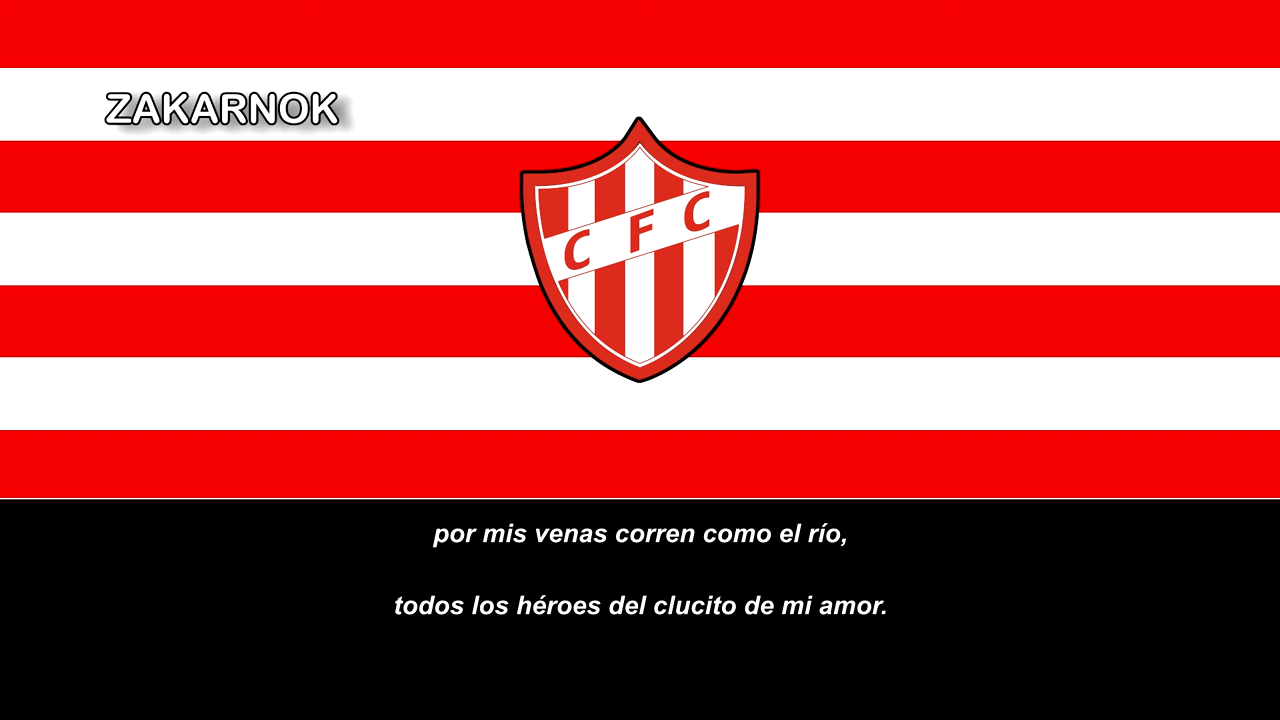 ZAKARNOK
C F C
por mis venas corren como el río,
todos los héroes del clucito de mi amor.